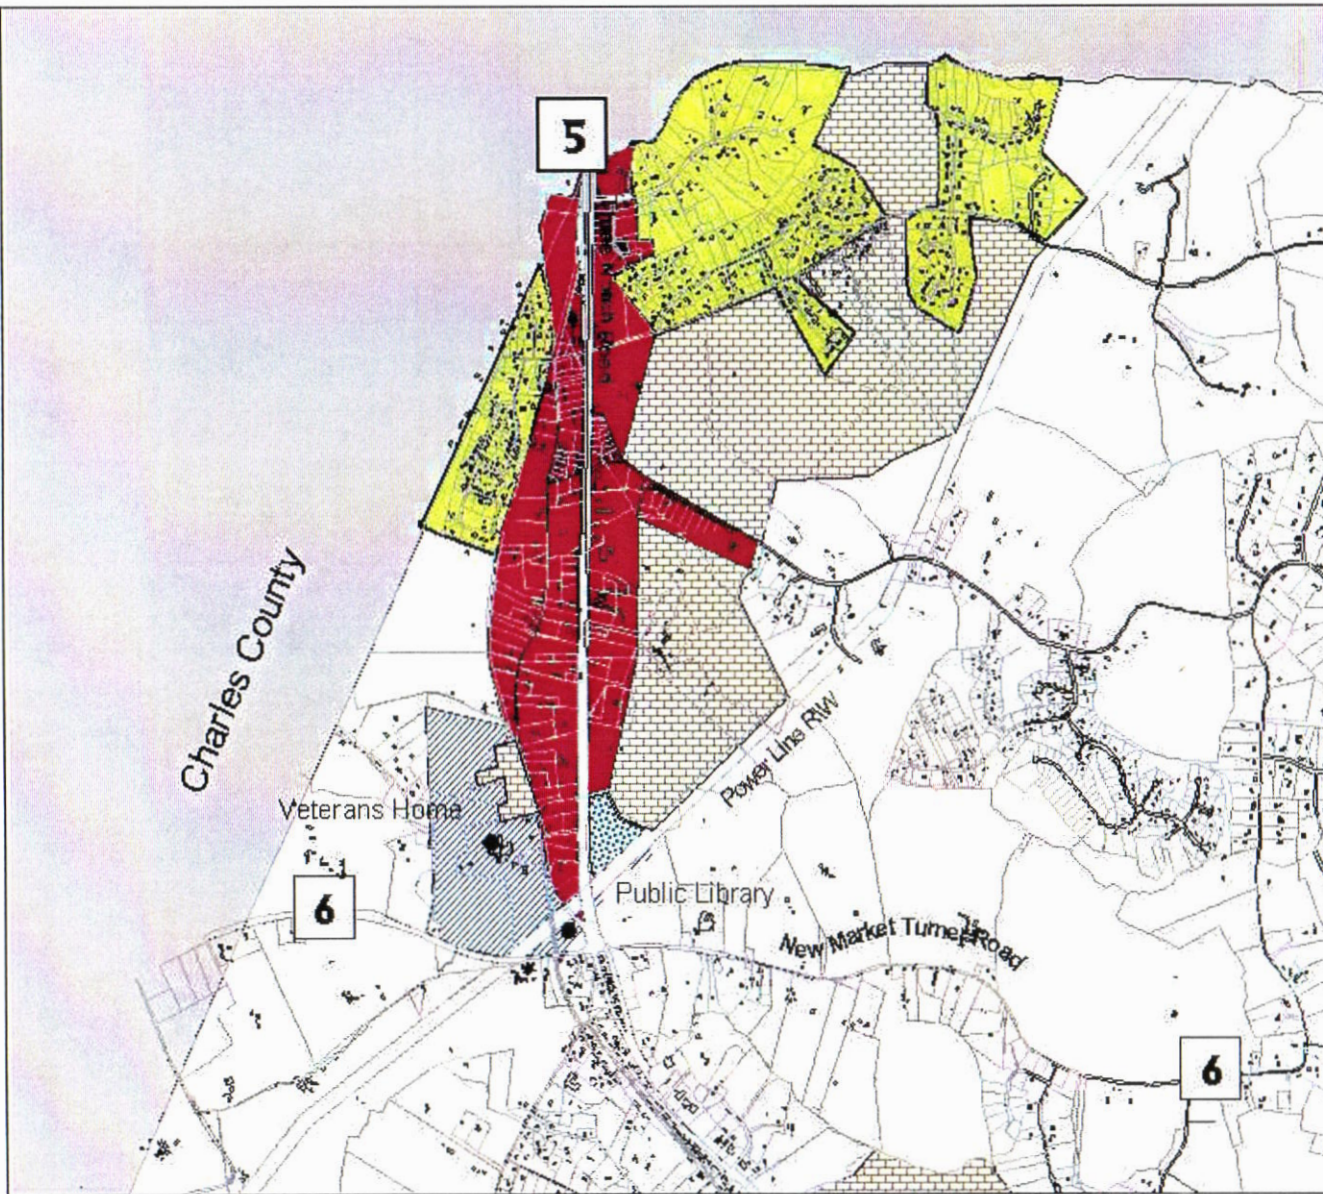 5
Charles County
Power Line R\W
Veterans Home
6
Public Library
New Market Turner Road
6